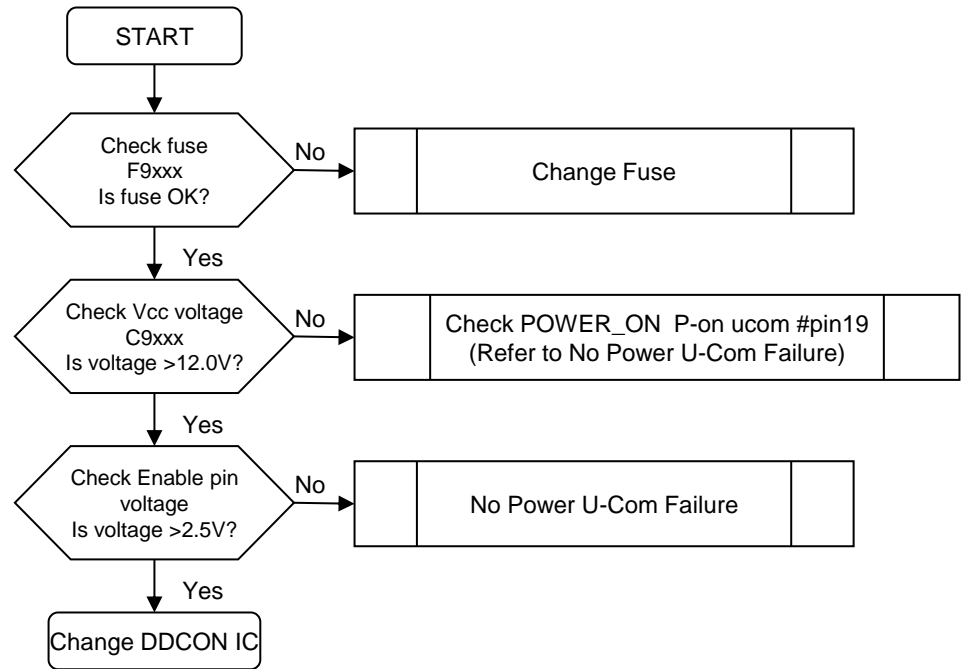 START
Check fuse
F9xxx
Is fuse OK?
No
Change Fuse
Yes
Check Vcc voltage
C9xxx
Is voltage >12.0V?
No
Check POWER_ON  P-on ucom #pin19
(Refer to No Power U-Com Failure)
Yes
Check Enable pin
voltage
Is voltage >2.5V?
No
No Power U-Com Failure
Yes
Change DDCON IC